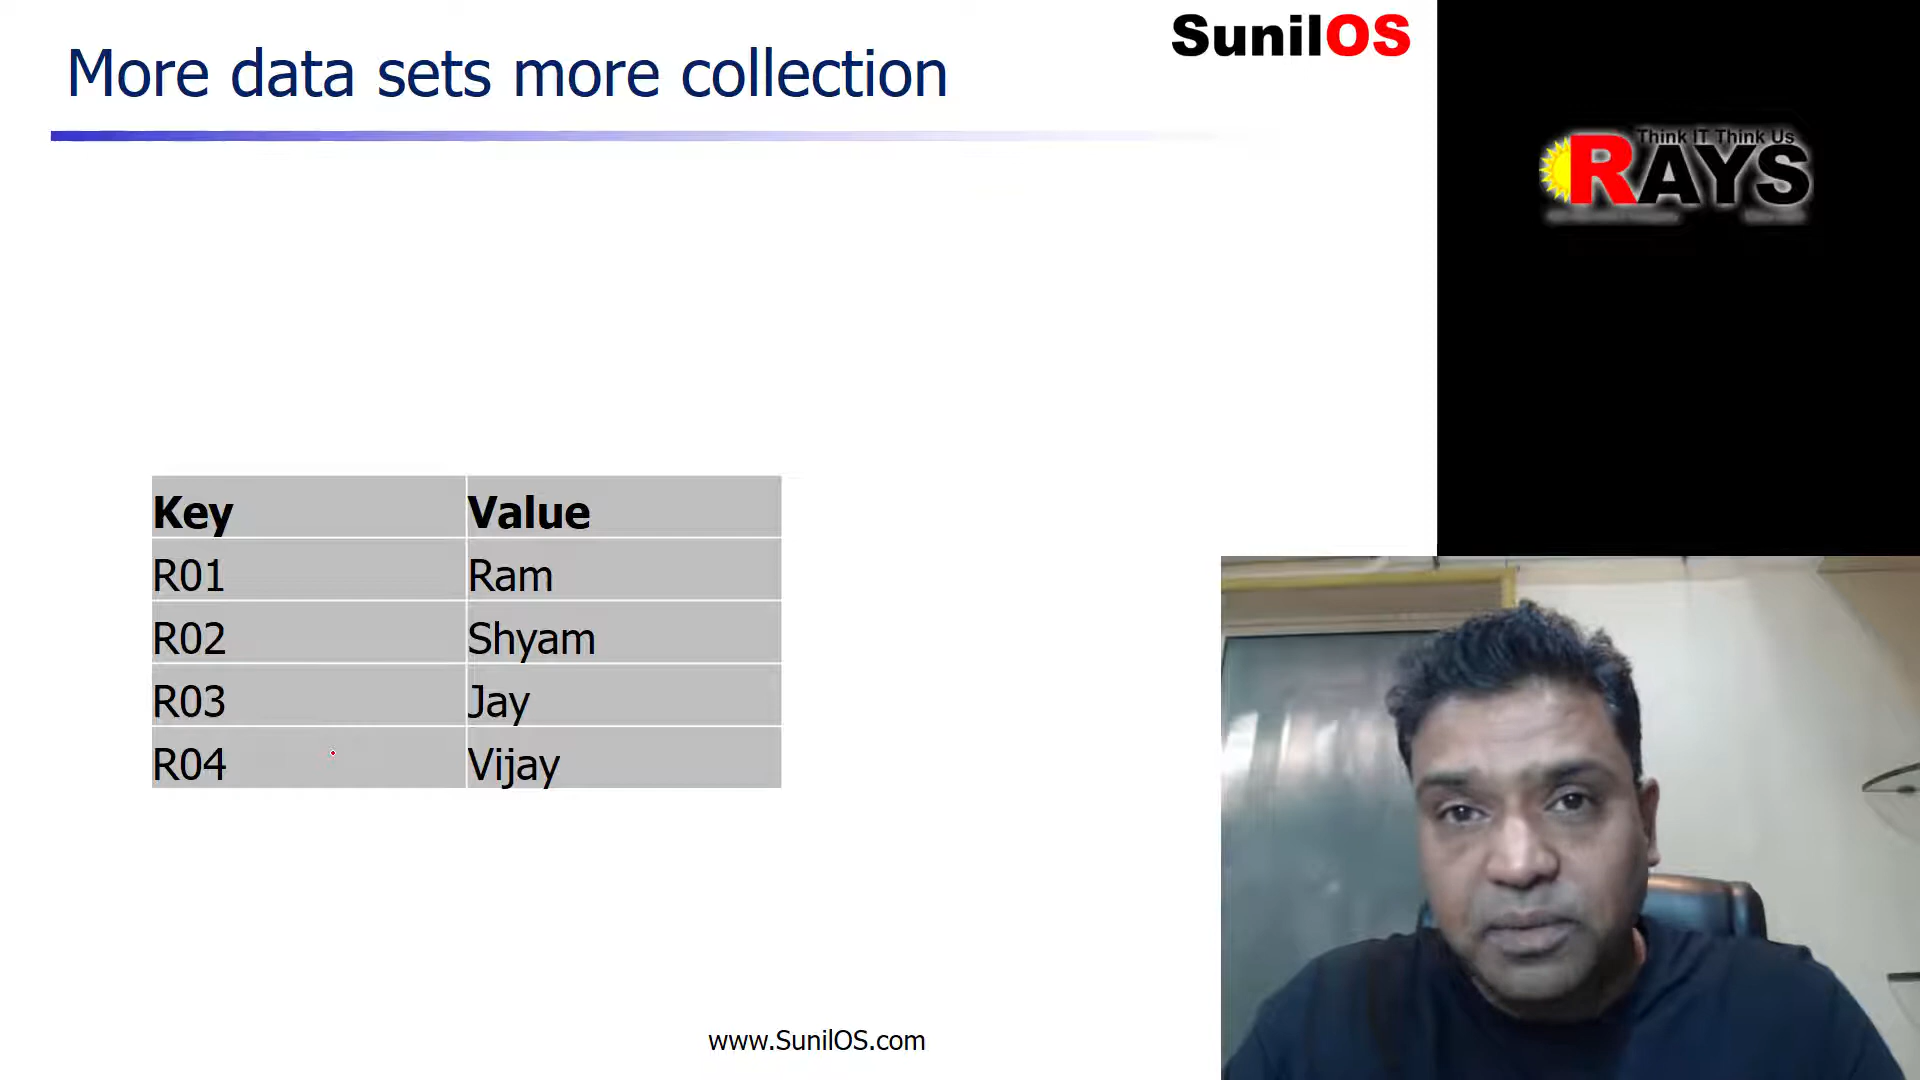 More data sets more collection
SunilOS
Think IT Think Us
RAYS
Key Value
R01 Ram
R02 Shyam
R03 Jay
R04 Vijay
www.SunilOS.com